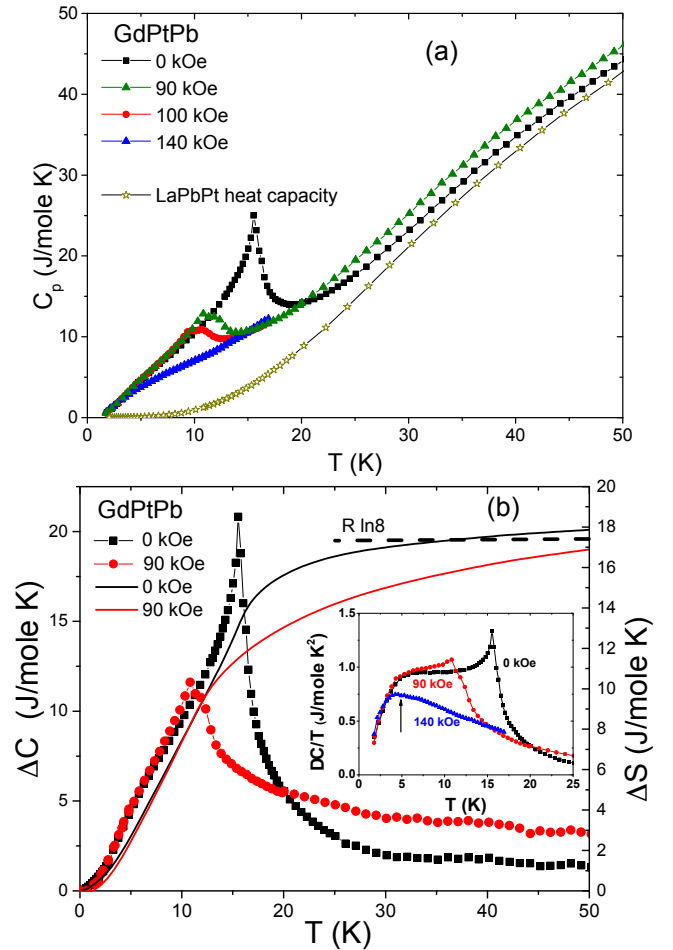 GdPtPb
(a)
0 kOe
90 kOe
100 kOe
140 kOe
LaPbPt heat capacity
C_p (J/mole K)
50
40
30
20
10
0
0 10 20 30 40 50
T (K)
GdPtPb
(b)
0 kOe
90 kOe
0 kOe
90 kOe
R ln8
ΔC (J/mole K)
20
15
10
5
0
ΔS (J/mole K)
20
18
16
14
12
10
8
6
4
2
0
DC/T (J/mole K²)
1.5
1.0
0.5
0.0
0 kOe
90 kOe
140 kOe
0 5 10 15 20 25
T (K)
0 10 20 30 40 50
T (K)